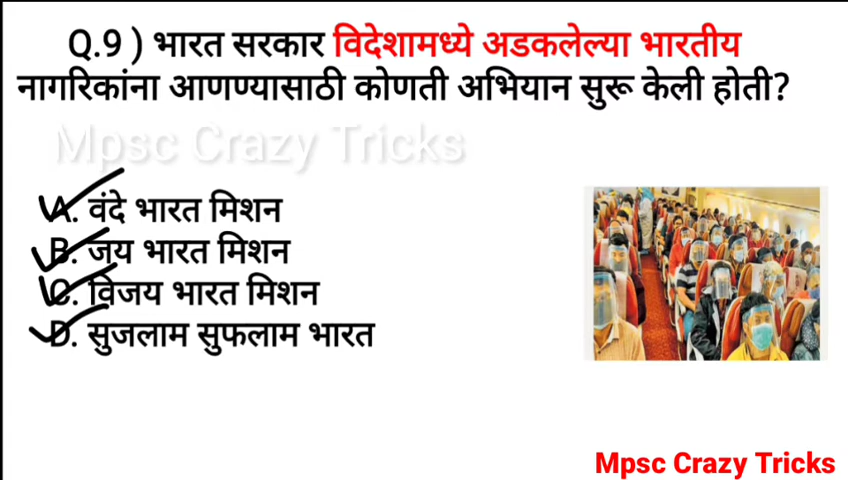 Q.9 ) भारत सरकार विदेशामध्ये अडकलेल्या भारतीय
नागरिकांना आणण्यासाठी कोणती अभियान सुरू केली होती?
Mpsc Crazy Tricks
A. वंदे भारत मिशन
B. जय भारत मिशन
C. विजय भारत मिशन
D. सुजलाम सुफलाम भारत
Mpsc Crazy Tricks